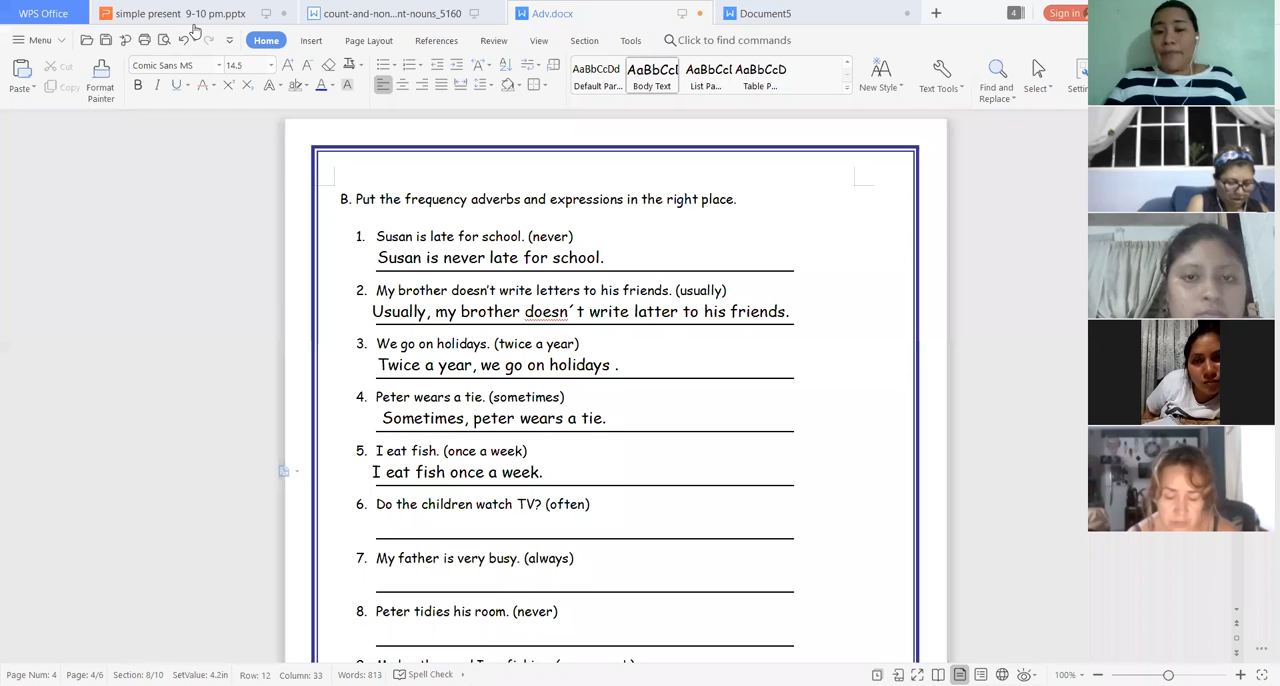 WPS Office simple present 9-10 pm.pptx count-and-non...nt-nouns_5160 Adv.docx Document5 + 4 Sign in
Menu Home Insert Page Layout References Review View Section Tools Click to find commands
Comic Sans MS 14.5
Paste Cut Copy Format Painter
AaBbCcDd Default Par... AaBbCcI Body Text AaBbCcI List Pa... AaBbCcD Table P... New Style Text Tools Find and Replace Select
B. Put the frequency adverbs and expressions in the right place.
1. Susan is late for school. (never)
Susan is never late for school.
2. My brother doesn't write letters to his friends. (usually)
Usually, my brother doesn´t write latter to his friends.
3. We go on holidays. (twice a year)
Twice a year, we go on holidays .
4. Peter wears a tie. (sometimes)
Sometimes, peter wears a tie.
5. I eat fish. (once a week)
I eat fish once a week.
6. Do the children watch TV? (often)
7. My father is very busy. (always)
8. Peter tidies his room. (never)
Page Num: 4 Page: 4/6 Section: 8/10 SetValue: 4.2in Row: 12 Column: 33 Words: 813 Spell Check 100%